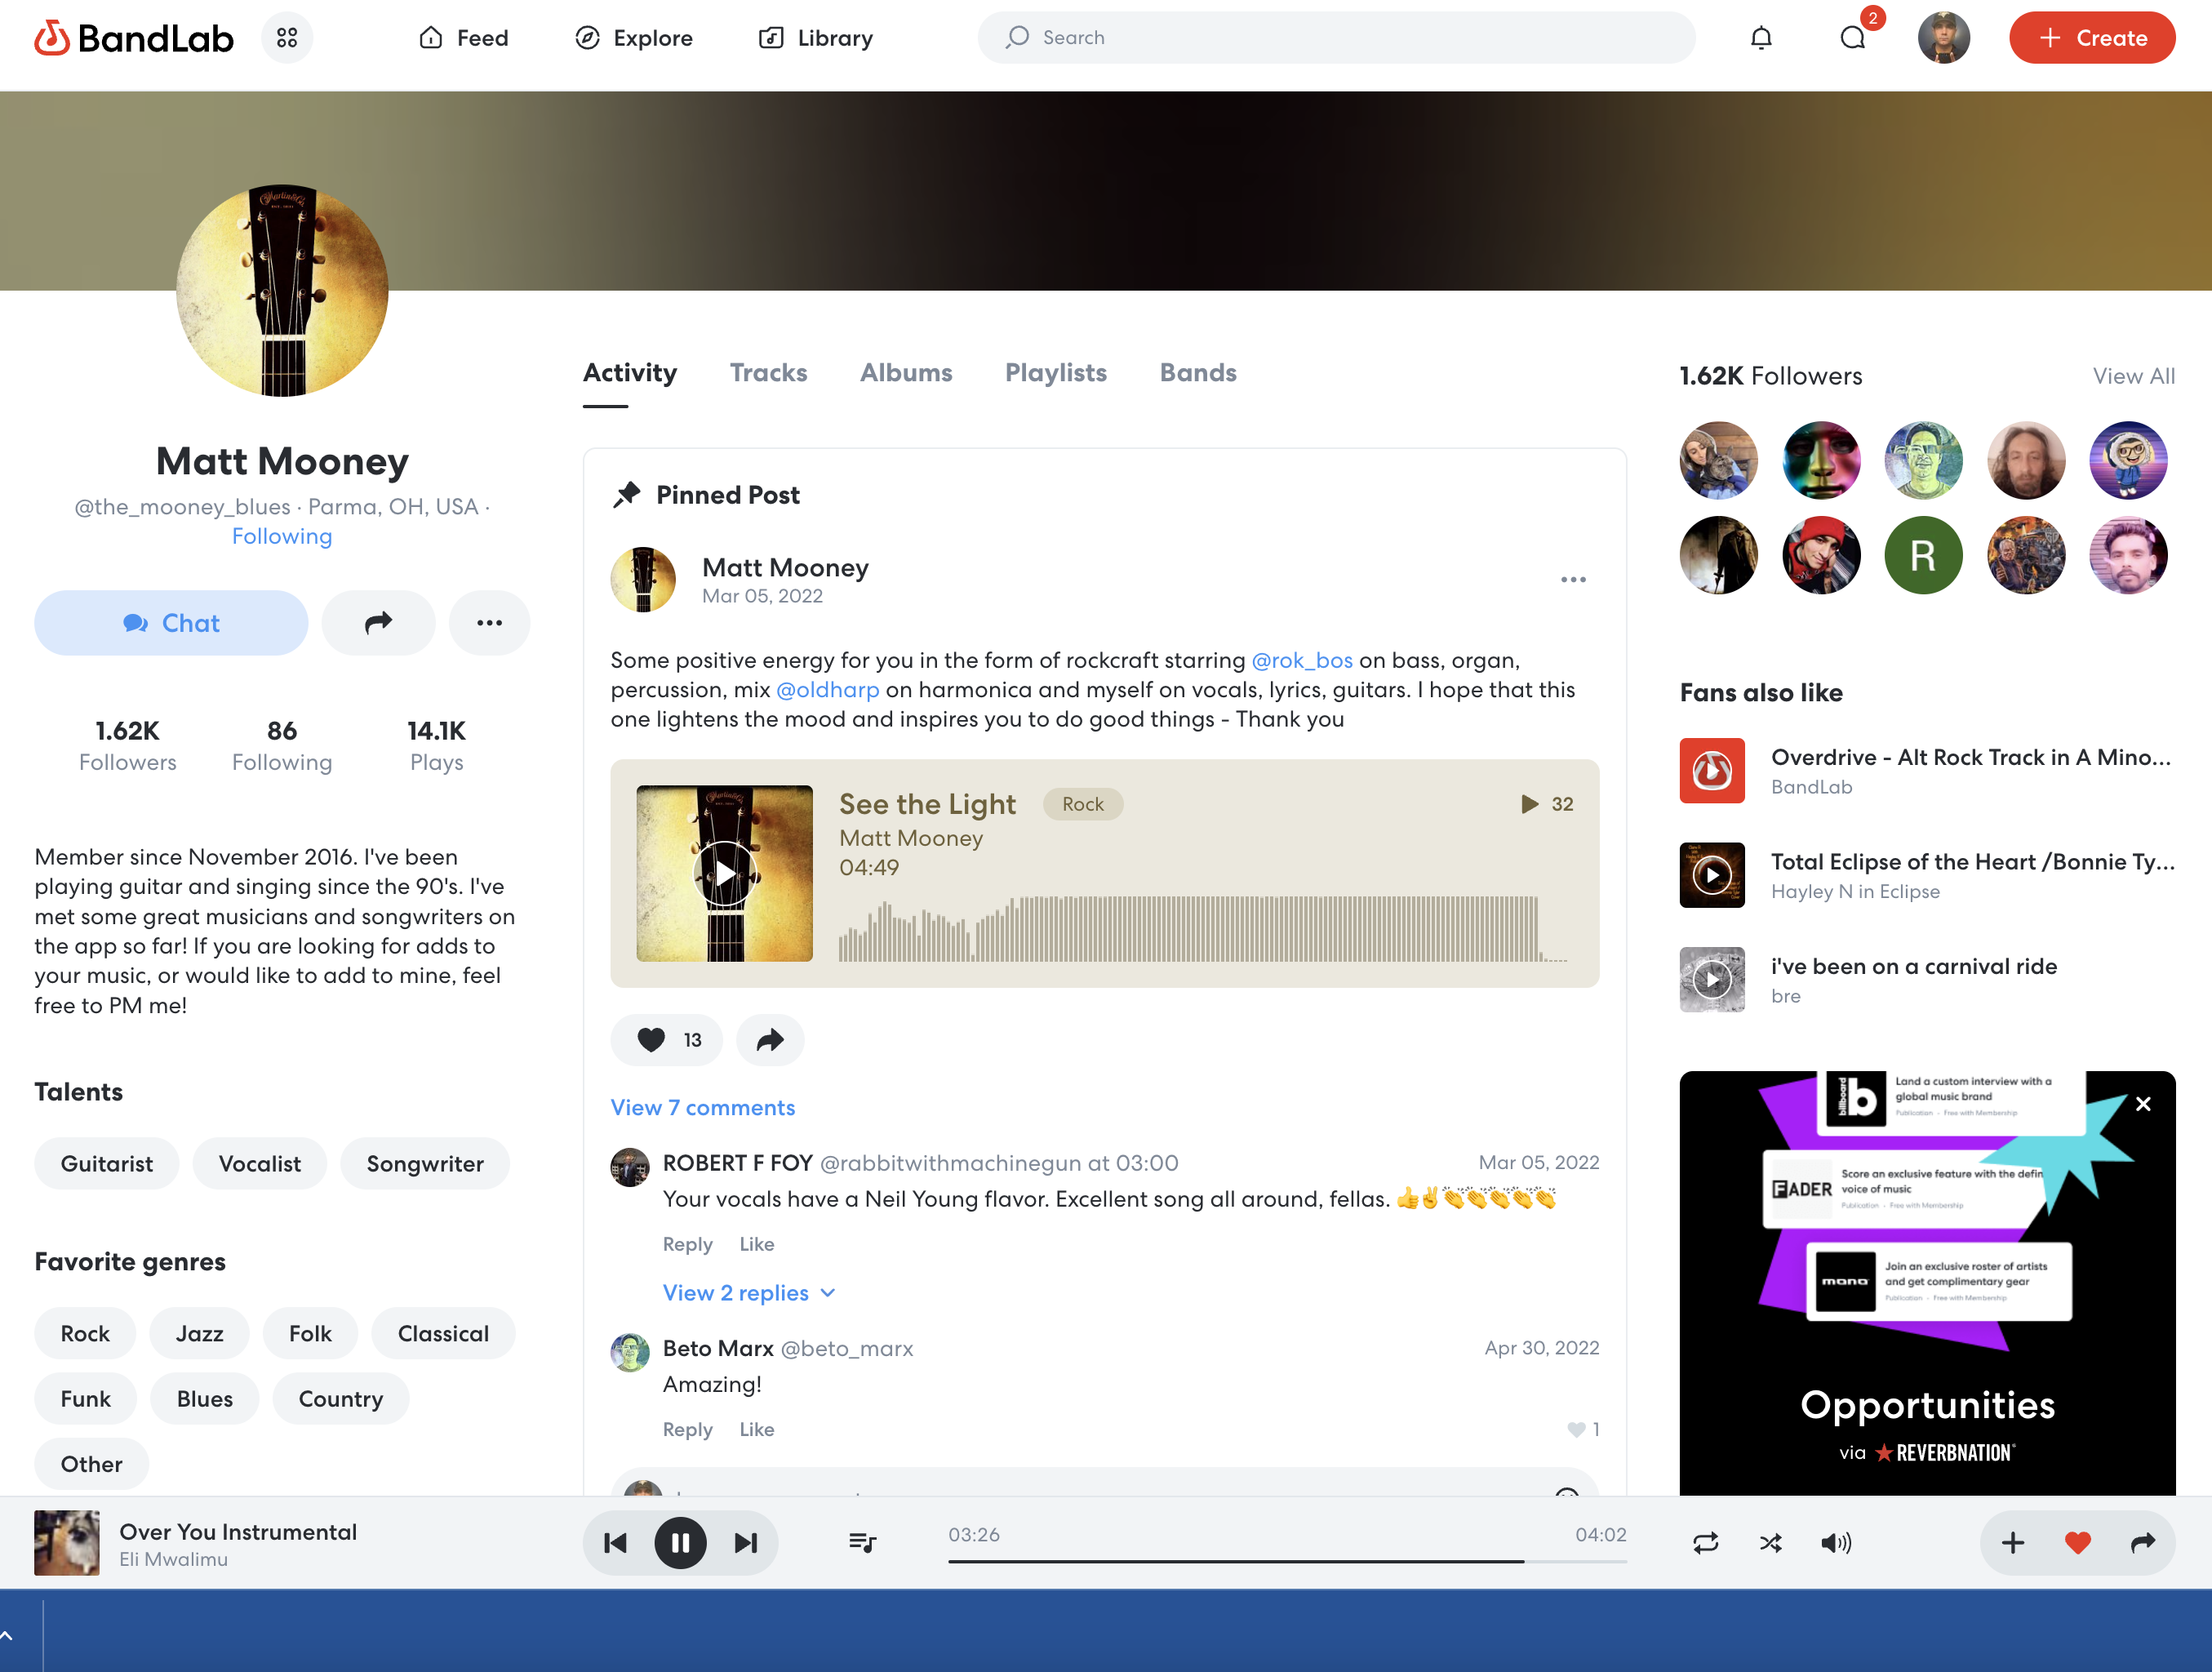 BandLab
Feed
Explore
Library
Search
2
Create
Matt Mooney
@the_mooney_blues · Parma, OH, USA ·
Following
Chat
1.62K
Followers
86
Following
14.1K
Plays
Member since November 2016. I've been
playing guitar and singing since the 90's. I've
met some great musicians and songwriters on
the app so far! If you are looking for adds to
your music, or would like to add to mine, feel
free to PM me!
Talents
Guitarist
Vocalist
Songwriter
Favorite genres
Rock
Jazz
Folk
Classical
Funk
Blues
Country
Other
Activity
Tracks
Albums
Playlists
Bands
Pinned Post
Matt Mooney
Mar 05, 2022
Some positive energy for you in the form of rockcraft starring @rok_bos on bass, organ,
percussion, mix @oldharp on harmonica and myself on vocals, lyrics, guitars. I hope that this
one lightens the mood and inspires you to do good things - Thank you
See the Light
Rock
32
Matt Mooney
04:49
13
View 7 comments
ROBERT F FOY @rabbitwithmachinegun at 03:00
Mar 05, 2022
Your vocals have a Neil Young flavor. Excellent song all around, fellas. 👍✌👏👏👏👏👏
Reply
Like
View 2 replies
Beto Marx @beto_marx
Apr 30, 2022
Amazing!
Reply
Like
1
1.62K Followers
View All
R
Fans also like
Overdrive - Alt Rock Track in A Mino...
BandLab
Total Eclipse of the Heart /Bonnie Ty...
Hayley N in Eclipse
i've been on a carnival ride
bre
billboard
b
Land a custom interview with a
global music brand
Publication - Free with Membership
FADER
Score an exclusive feature with the defin
voice of music
Publication - Free with Membership
mono
Join an exclusive roster of artists
and get complimentary gear
Publication - Free with Membership
Opportunities
via REVERBNATION
Over You Instrumental
Eli Mwalimu
03:26
04:02